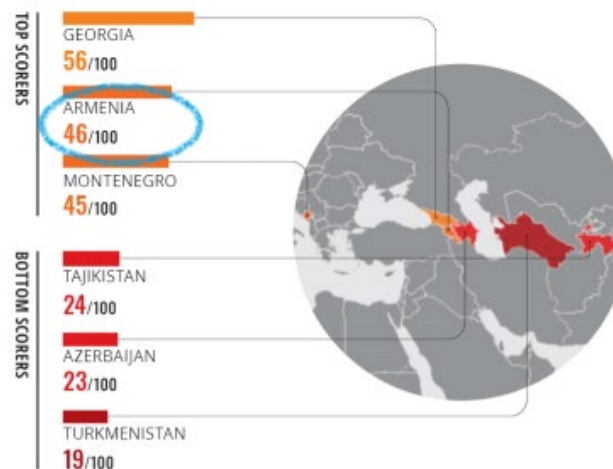 TOP SCORERS
GEORGIA
56/100
ARMENIA
46/100
MONTENEGRO
45/100
BOTTOM SCORERS
TAJIKISTAN
24/100
AZERBAIJAN
23/100
TURKMENISTAN
19/100